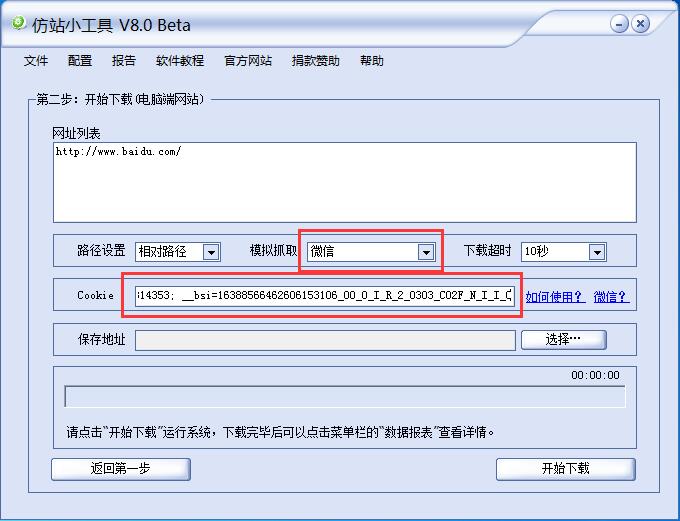 仿站小工具 V8.0 Beta
文件 配置 报告 软件教程 官方网站 捐款赞助 帮助
第二步：开始下载(电脑端网站)
网址列表
http://www.baidu.com/
路径设置 相对路径 模拟抓取 微信 下载超时 10秒
Cookie ;14353; __bsi=16388566462606153106_00_0_I_R_2_0303_C02F_N_I_I_0 如何使用? 微信?
保存地址 选择…
00:00:00
请点击“开始下载”运行系统，下载完毕后可以点击菜单栏的“数据报表”查看详情。
返回第一步 开始下载